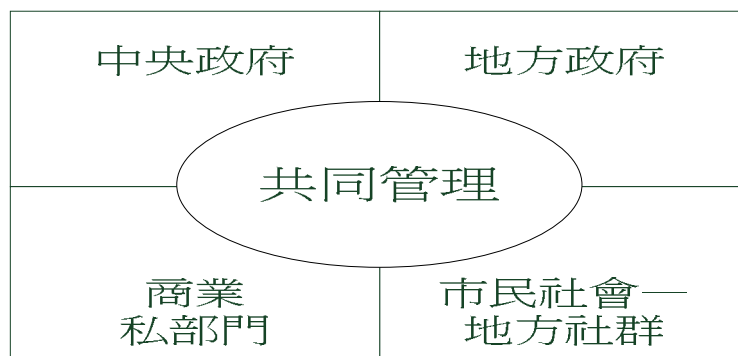 中央政府
地方政府
共同管理
商業
私部門
市民社會—
地方社群